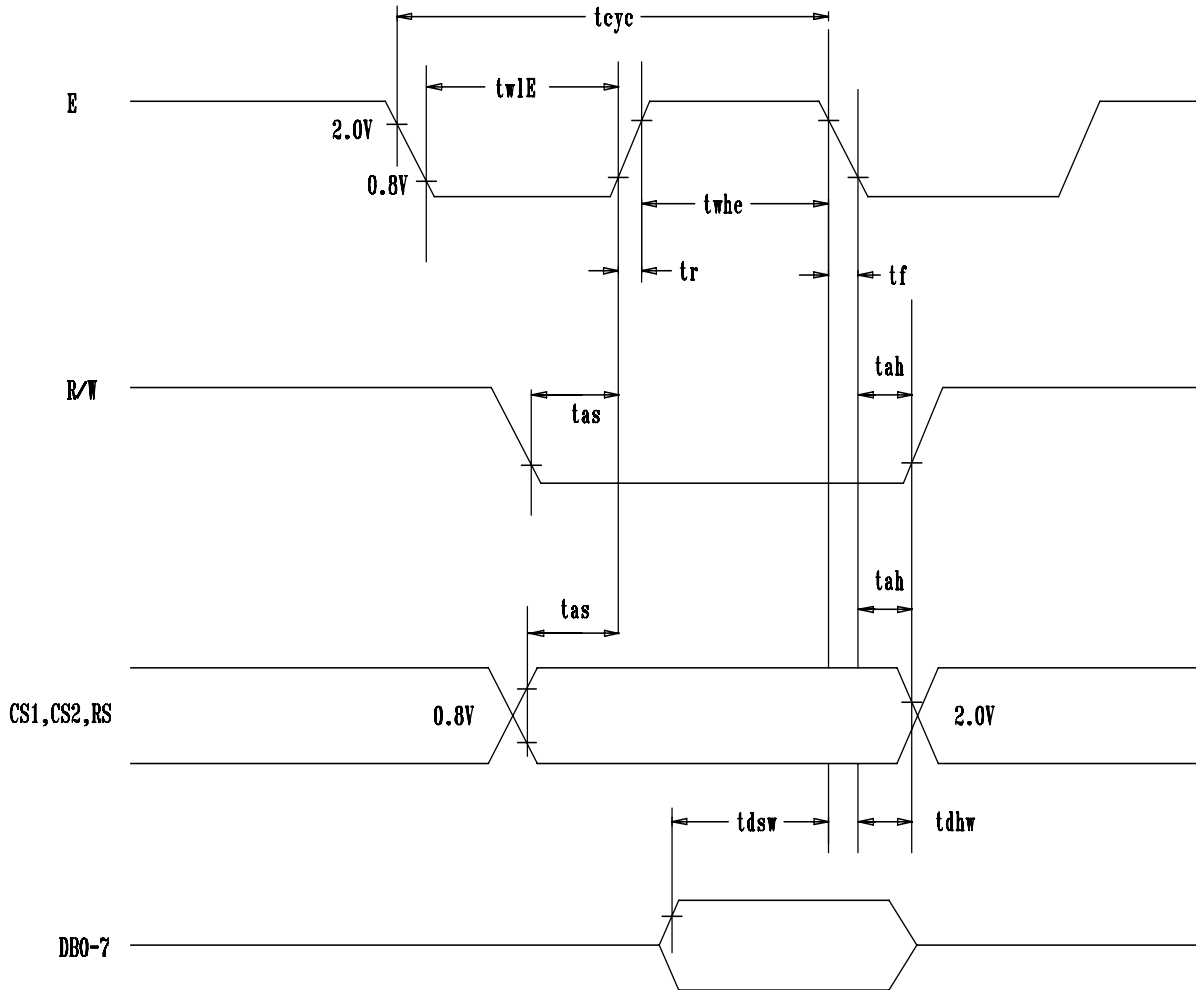 tcyc
twlE
E
2.0V
0.8V
twhe
tr
tf
tah
R/W
tas
tah
tas
CS1,CS2,RS
0.8V
2.0V
tdsw
tdhw
DB0-7